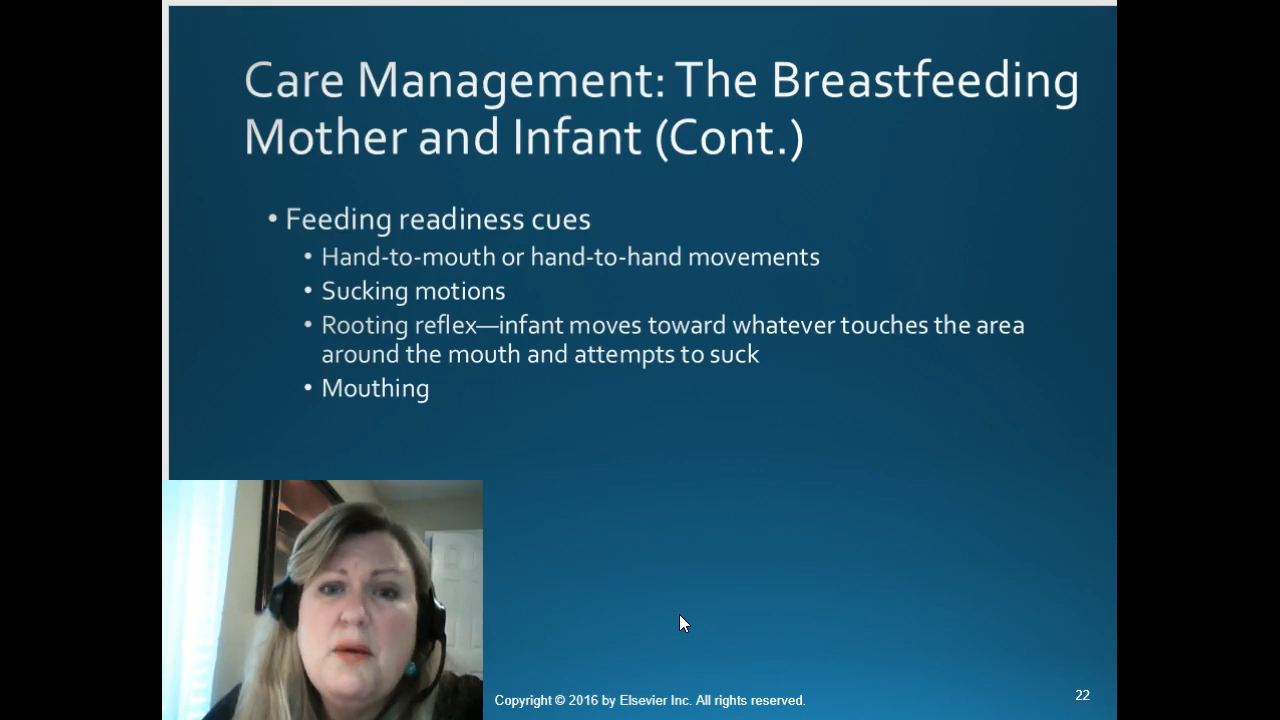 Care Management: The Breastfeeding
Mother and Infant (Cont.)
• Feeding readiness cues
• Hand-to-mouth or hand-to-hand movements
• Sucking motions
• Rooting reflex—infant moves toward whatever touches the area
around the mouth and attempts to suck
• Mouthing
Copyright © 2016 by Elsevier Inc. All rights reserved.
22